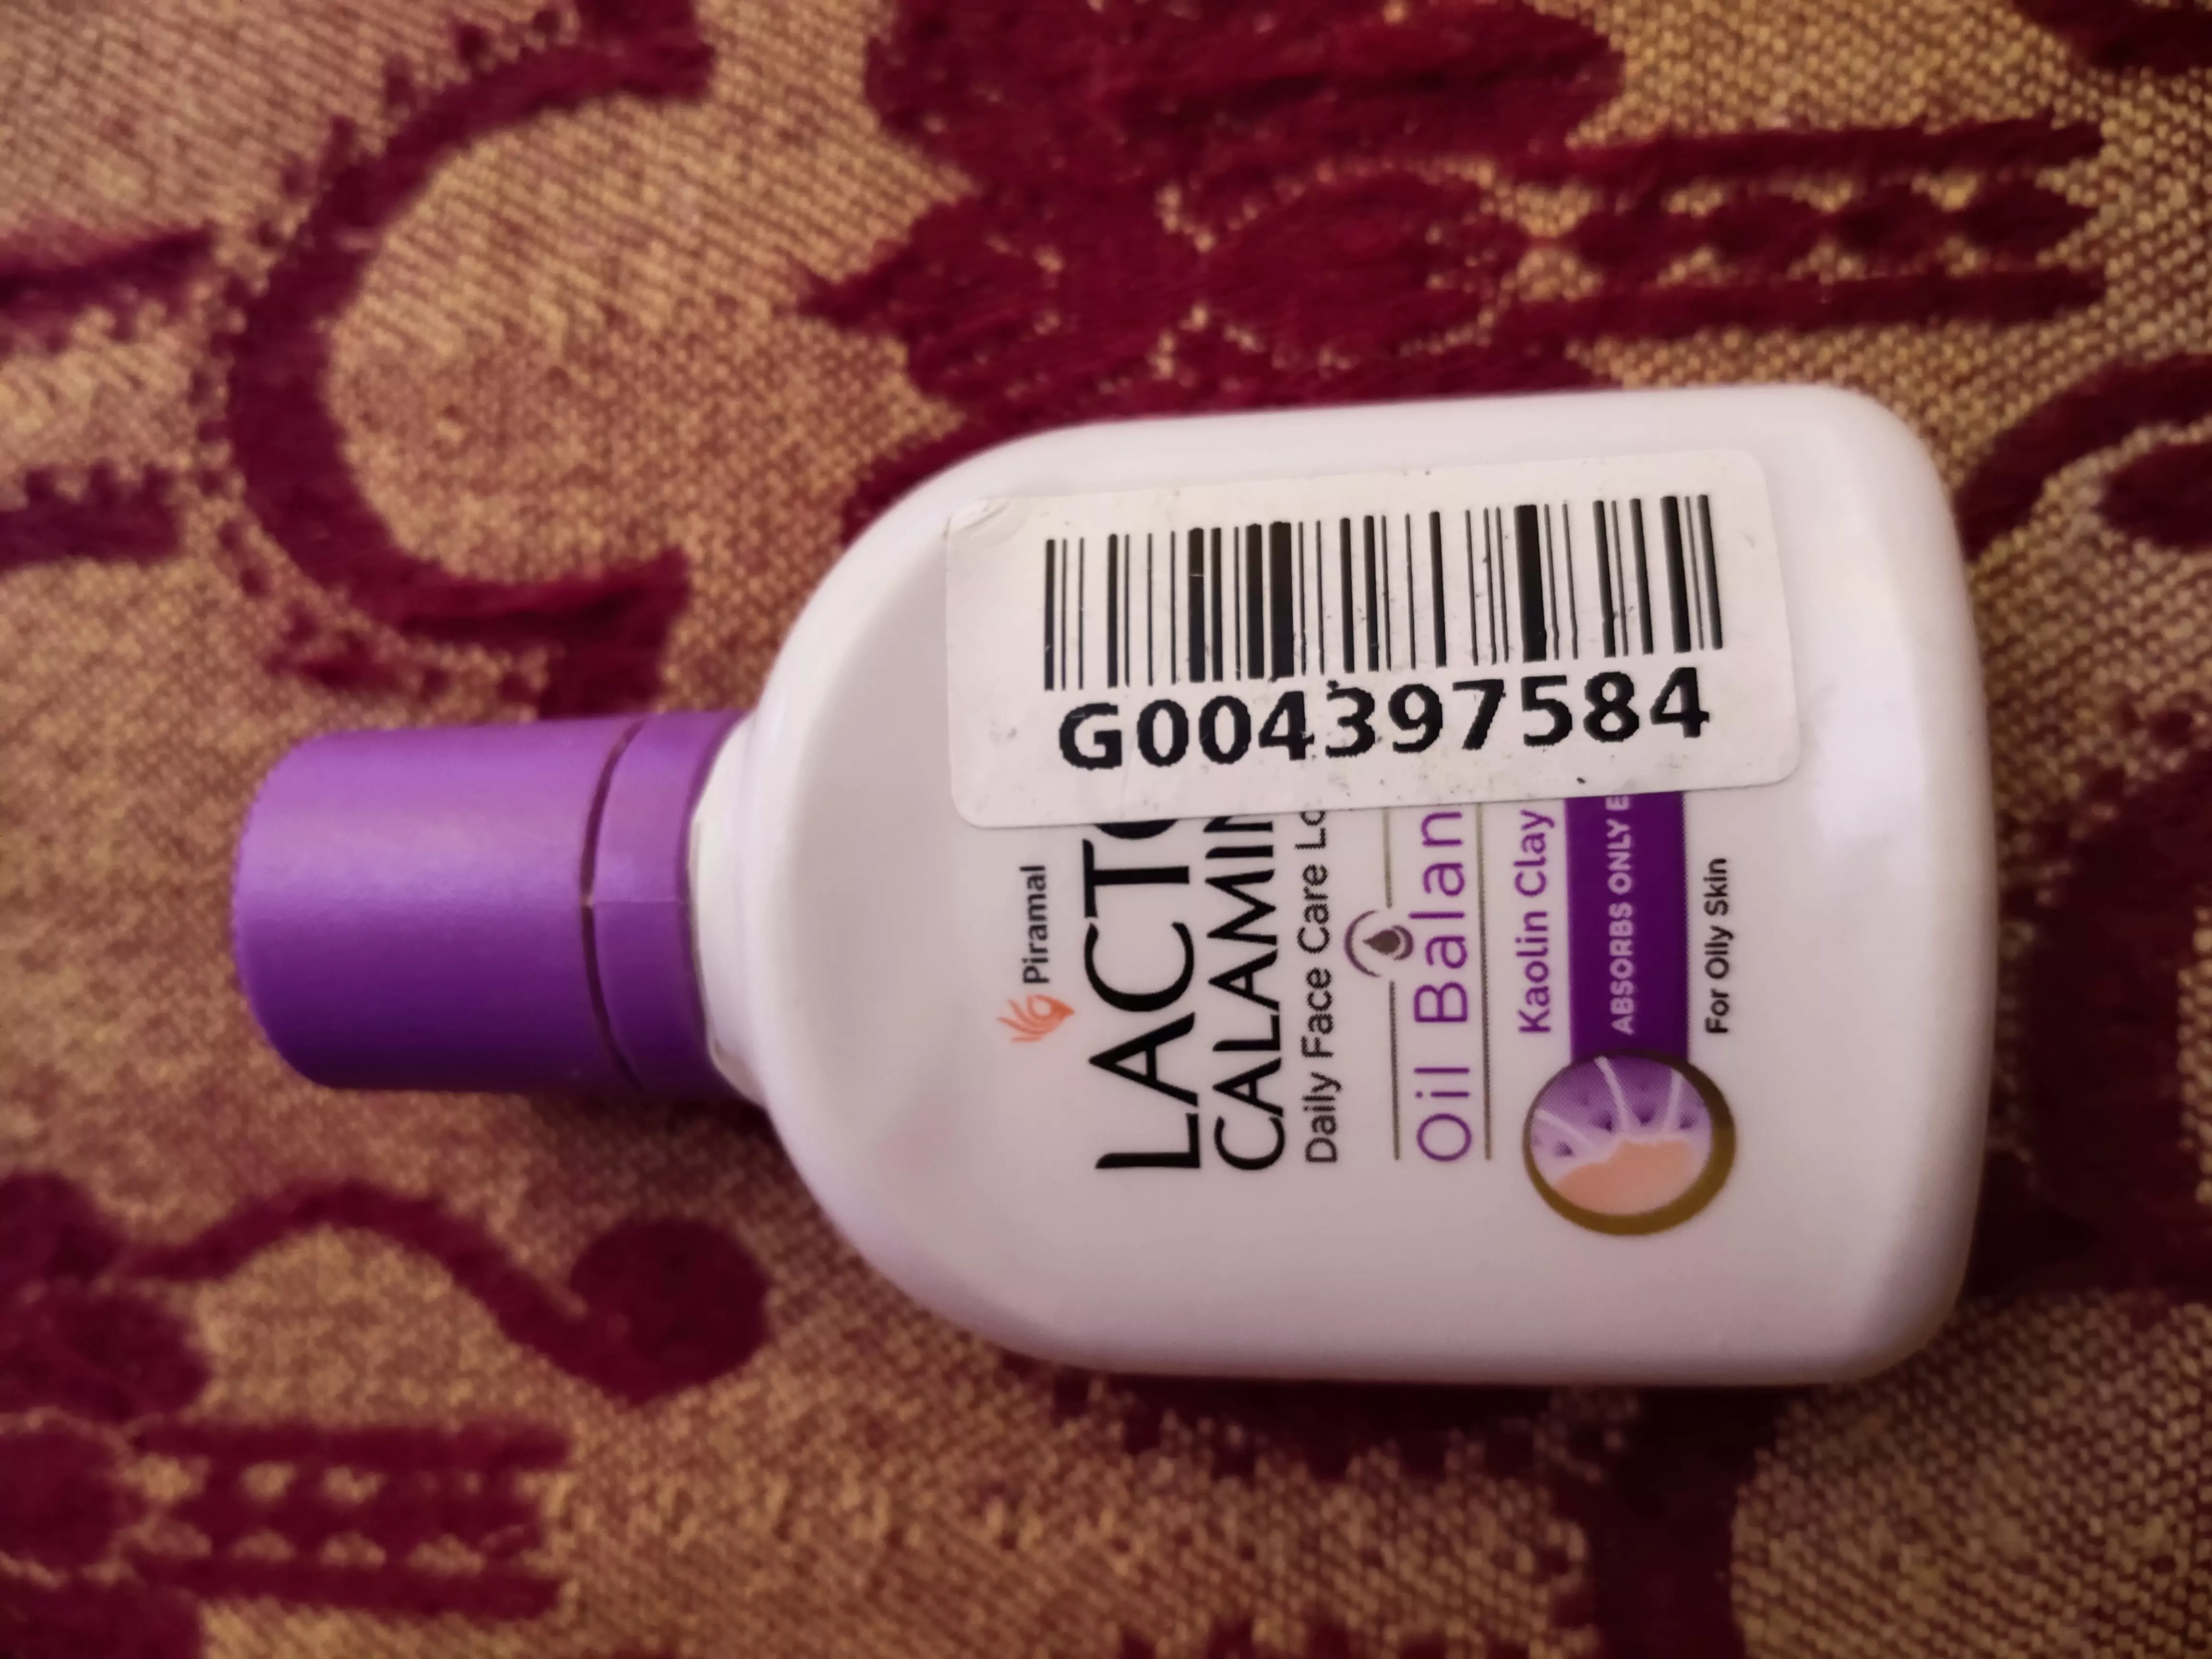 G004397584
Piramal
LACTO
CALAMIN
Daily Face Care Lo
Oil Balan
Kaolin Clay
ABSORBS ONLY E
For Oily Skin